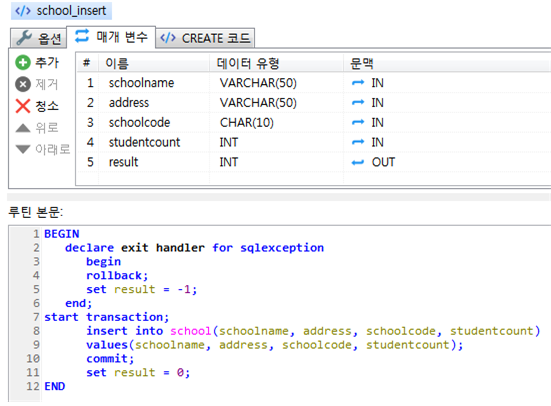 </> school_insert
옵션 매개 변수 </> CREATE 코드
추가
제거
청소
위로
아래로
# 이름 데이터 유형 문맥
1 schoolname VARCHAR(50) IN
2 address VARCHAR(50) IN
3 schoolcode CHAR(10) IN
4 studentcount INT IN
5 result INT OUT
루틴 본문:
1 BEGIN
2 declare exit handler for sqlexception
3 begin
4 rollback;
5 set result = -1;
6 end;
7 start transaction;
8 insert into school(schoolname, address, schoolcode, studentcount)
9 values(schoolname, address, schoolcode, studentcount);
10 commit;
11 set result = 0;
12 END